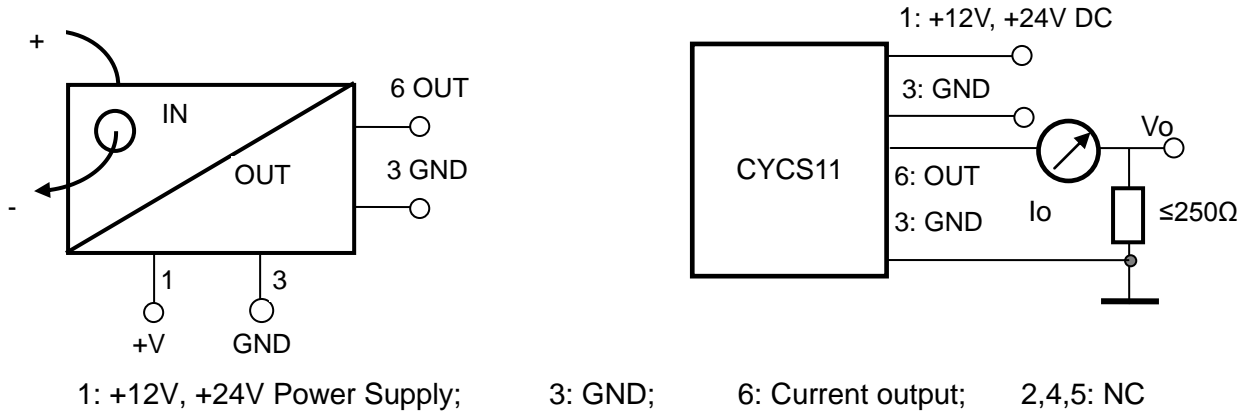 +
IN
OUT
-
6 OUT
3 GND
1
3
+V
GND
1: +12V, +24V DC
3: GND
CYCS11
Vo
6: OUT
Io
≤250Ω
3: GND
1: +12V, +24V Power Supply; 3: GND; 6: Current output; 2,4,5: NC